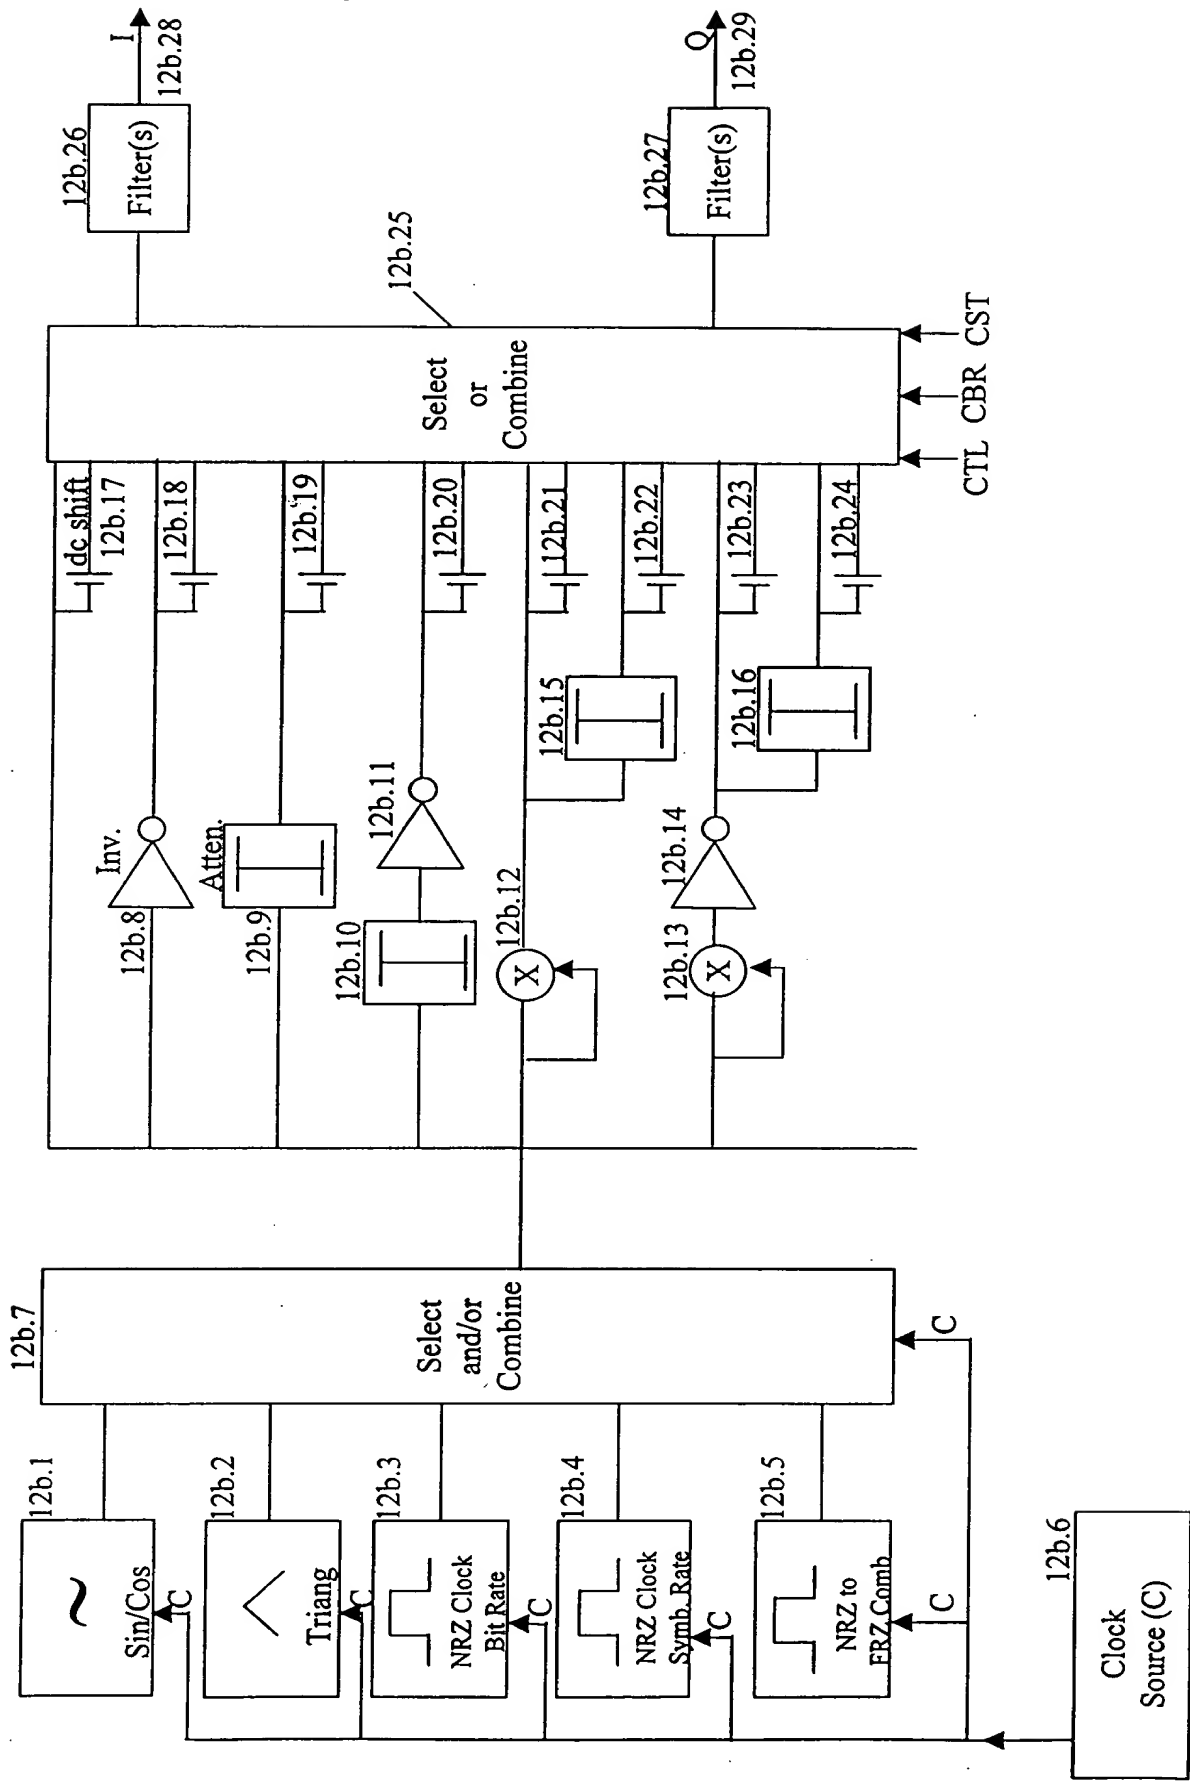 12b.1
Sin/Cos
C
12b.2
Triang
C
12b.3
NRZ Clock
Bit Rate
C
12b.4
NRZ Clock
Symb. Rate
C
12b.5
NRZ to
FRZ Comb
C
12b.6
Clock
Source (C)
12b.7
Select
and/or
Combine
C
Inv.
12b.8
Atten.
12b.9
12b.10
12b.11
12b.12
X
12b.13
X
12b.14
12b.15
12b.16
dc shift
12b.17
12b.18
12b.19
12b.20
12b.21
12b.22
12b.23
12b.24
12b.25
Select
or
Combine
CTL
CBR
CST
12b.26
Filter(s)
I
12b.28
12b.27
Filter(s)
Q
12b.29